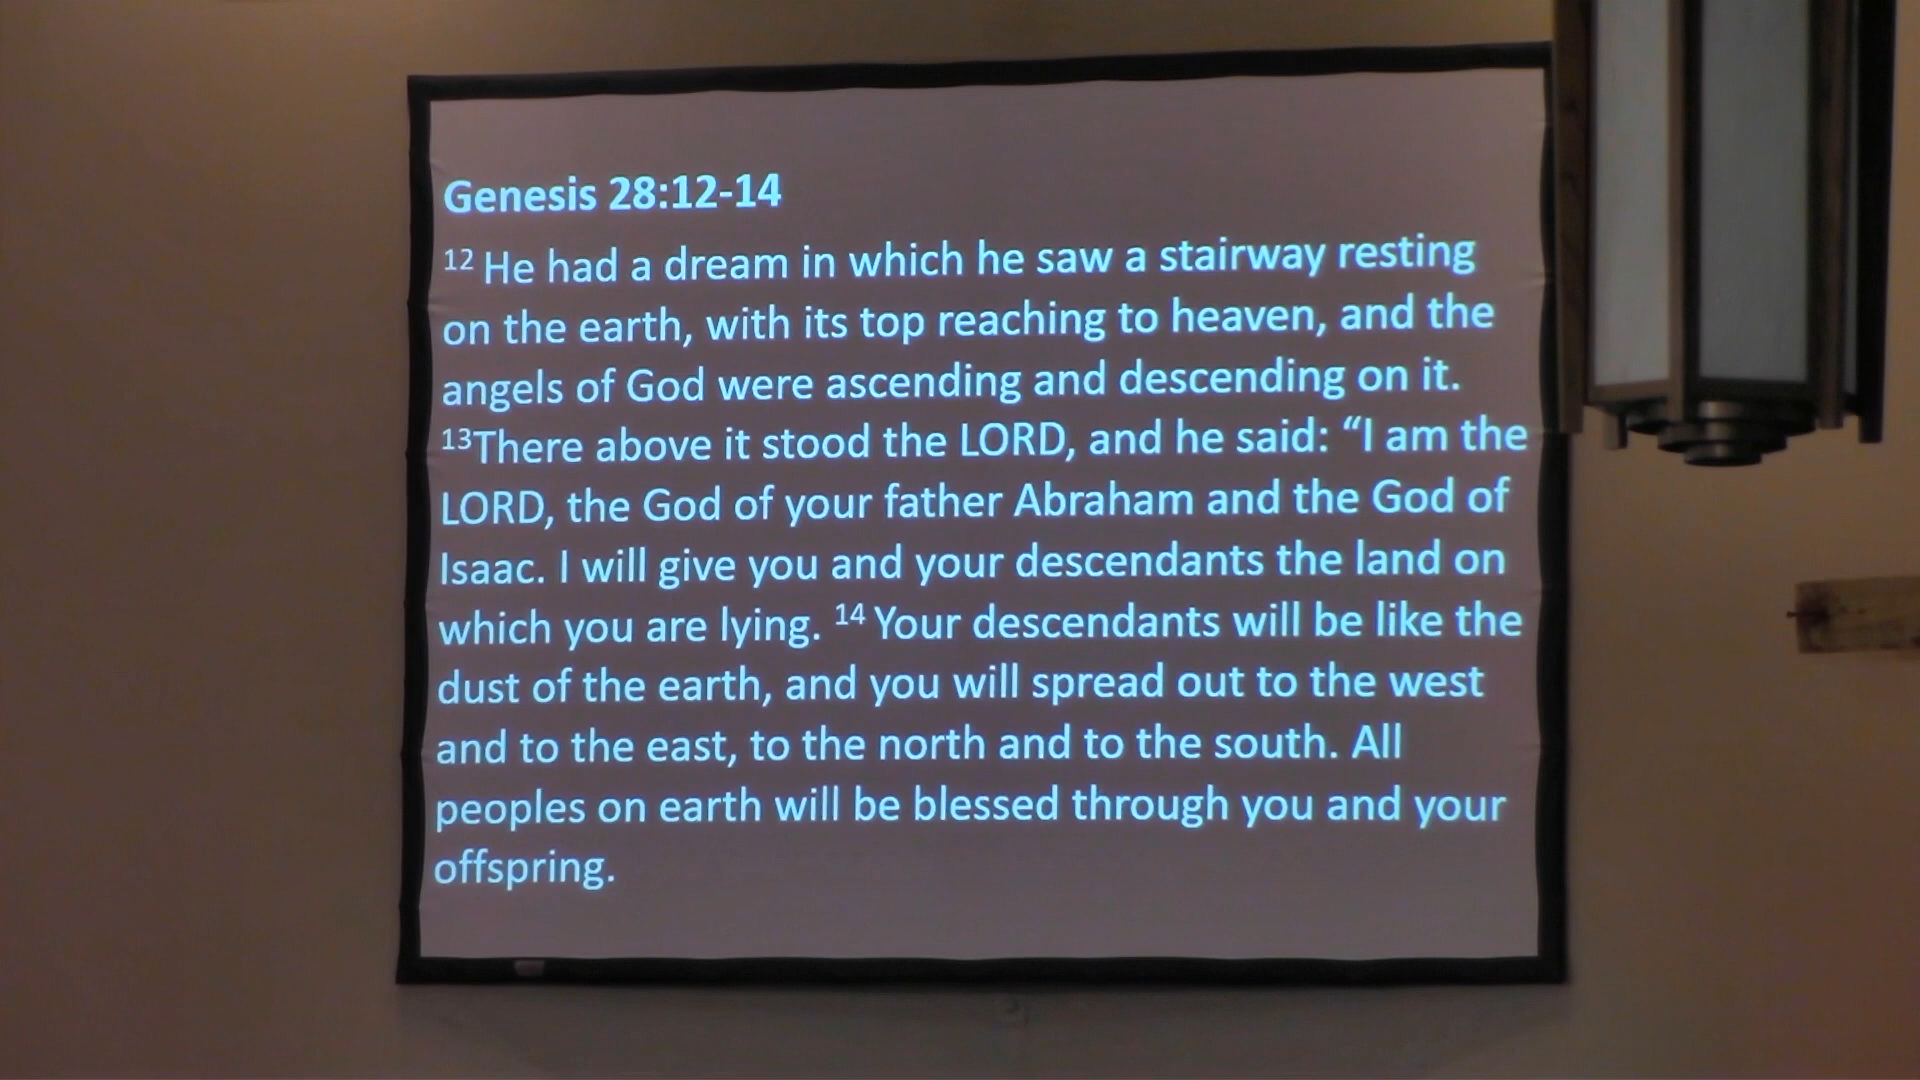 Genesis 28:12-14
12 He had a dream in which he saw a stairway resting
on the earth, with its top reaching to heaven, and the
angels of God were ascending and descending on it.
13There above it stood the LORD, and he said: “I am the
LORD, the God of your father Abraham and the God of
Isaac. I will give you and your descendants the land on
which you are lying. 14 Your descendants will be like the
dust of the earth, and you will spread out to the west
and to the east, to the north and to the south. All
peoples on earth will be blessed through you and your
offspring.